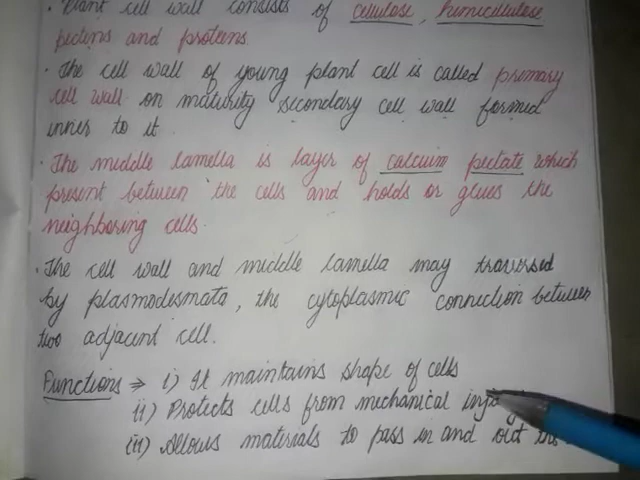 · Plant cell wall consists of cellulose, humicellulose
pectins and proteins.
· The cell wall of young plant cell is called primary
cell wall on maturity secondary cell wall formed
inner to it.
· The middle lamella is layer of calcuim pectate which
present between the cells and holds or glues the
neighboring cells.
· The cell wall and middle lamella may traversed
by plasmodesmata, the cytoplasmic connection between
two adjacent cell.
Functions ⇒ i) It maintains shape of cells
ii) Protects cells from mechanical
iii) Allows materials to pass in and out